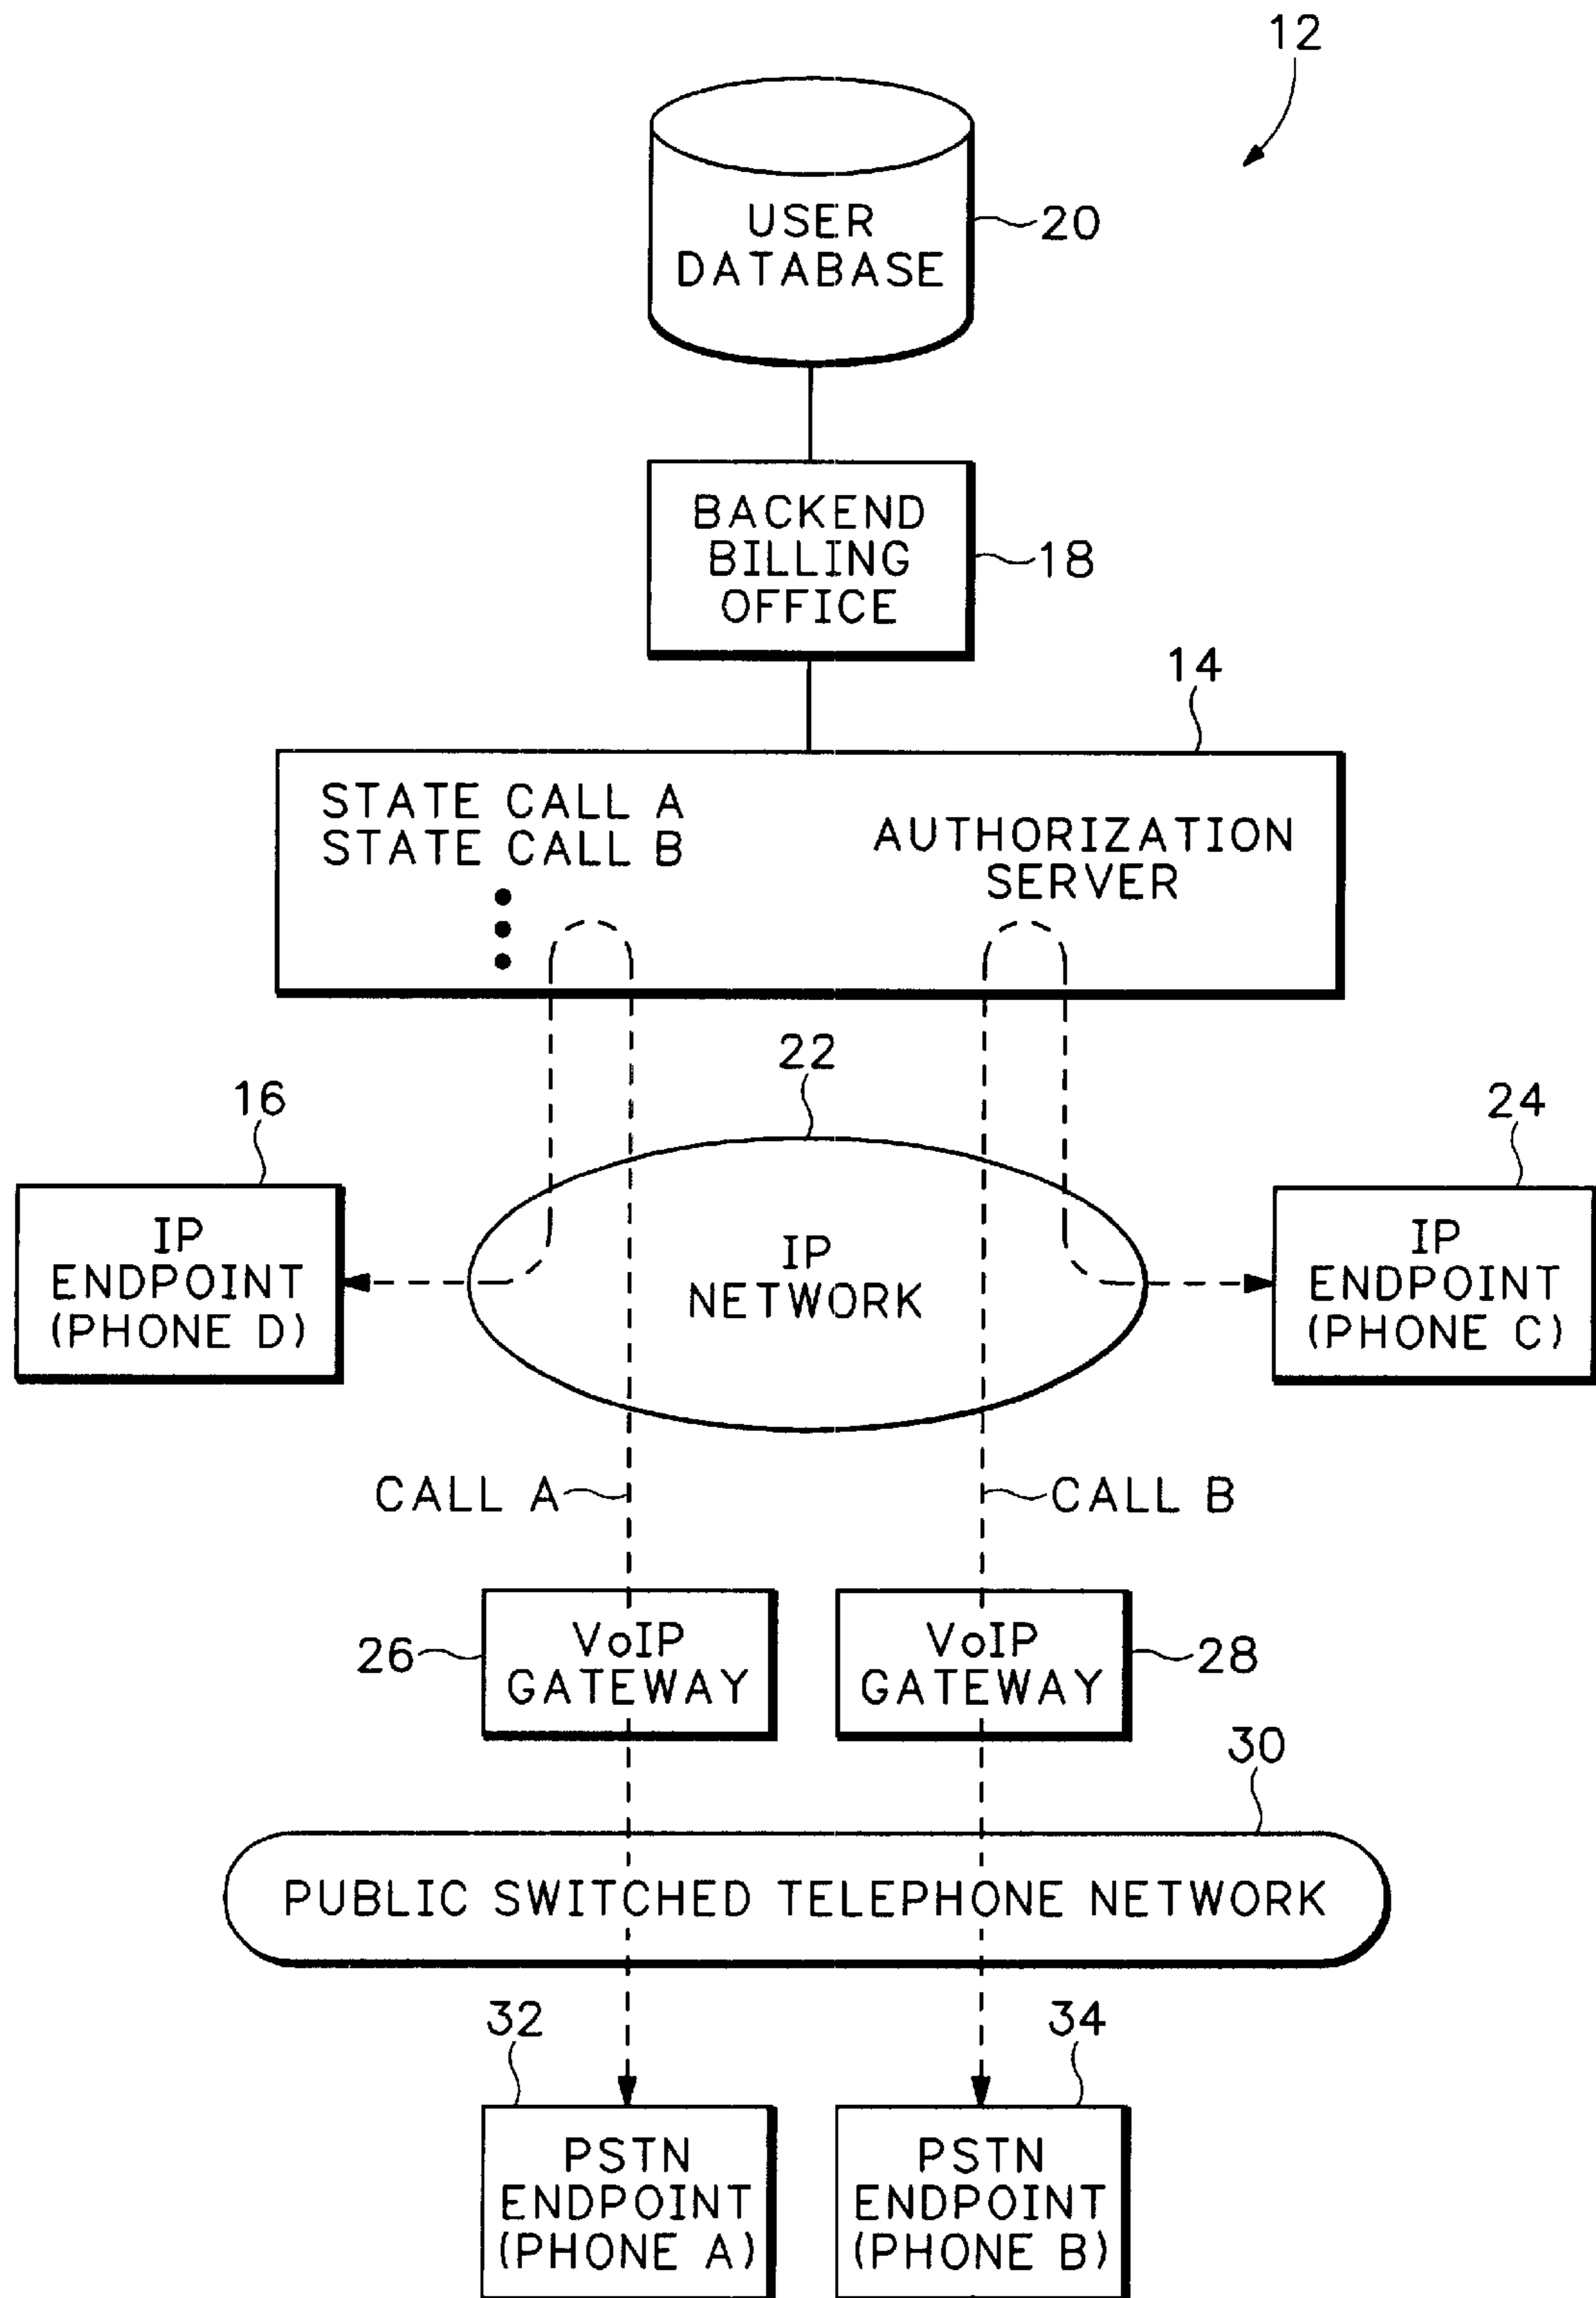 12
USER
DATABASE
20
BACKEND
BILLING
OFFICE
18
14
STATE CALL A
STATE CALL B
AUTHORIZATION
SERVER
22
16
24
IP
ENDPOINT
(PHONE D)
IP
NETWORK
IP
ENDPOINT
(PHONE C)
CALL A
CALL B
26
VoIP
GATEWAY
VoIP
GATEWAY
28
30
PUBLIC SWITCHED TELEPHONE NETWORK
32
34
PSTN
ENDPOINT
(PHONE A)
PSTN
ENDPOINT
(PHONE B)